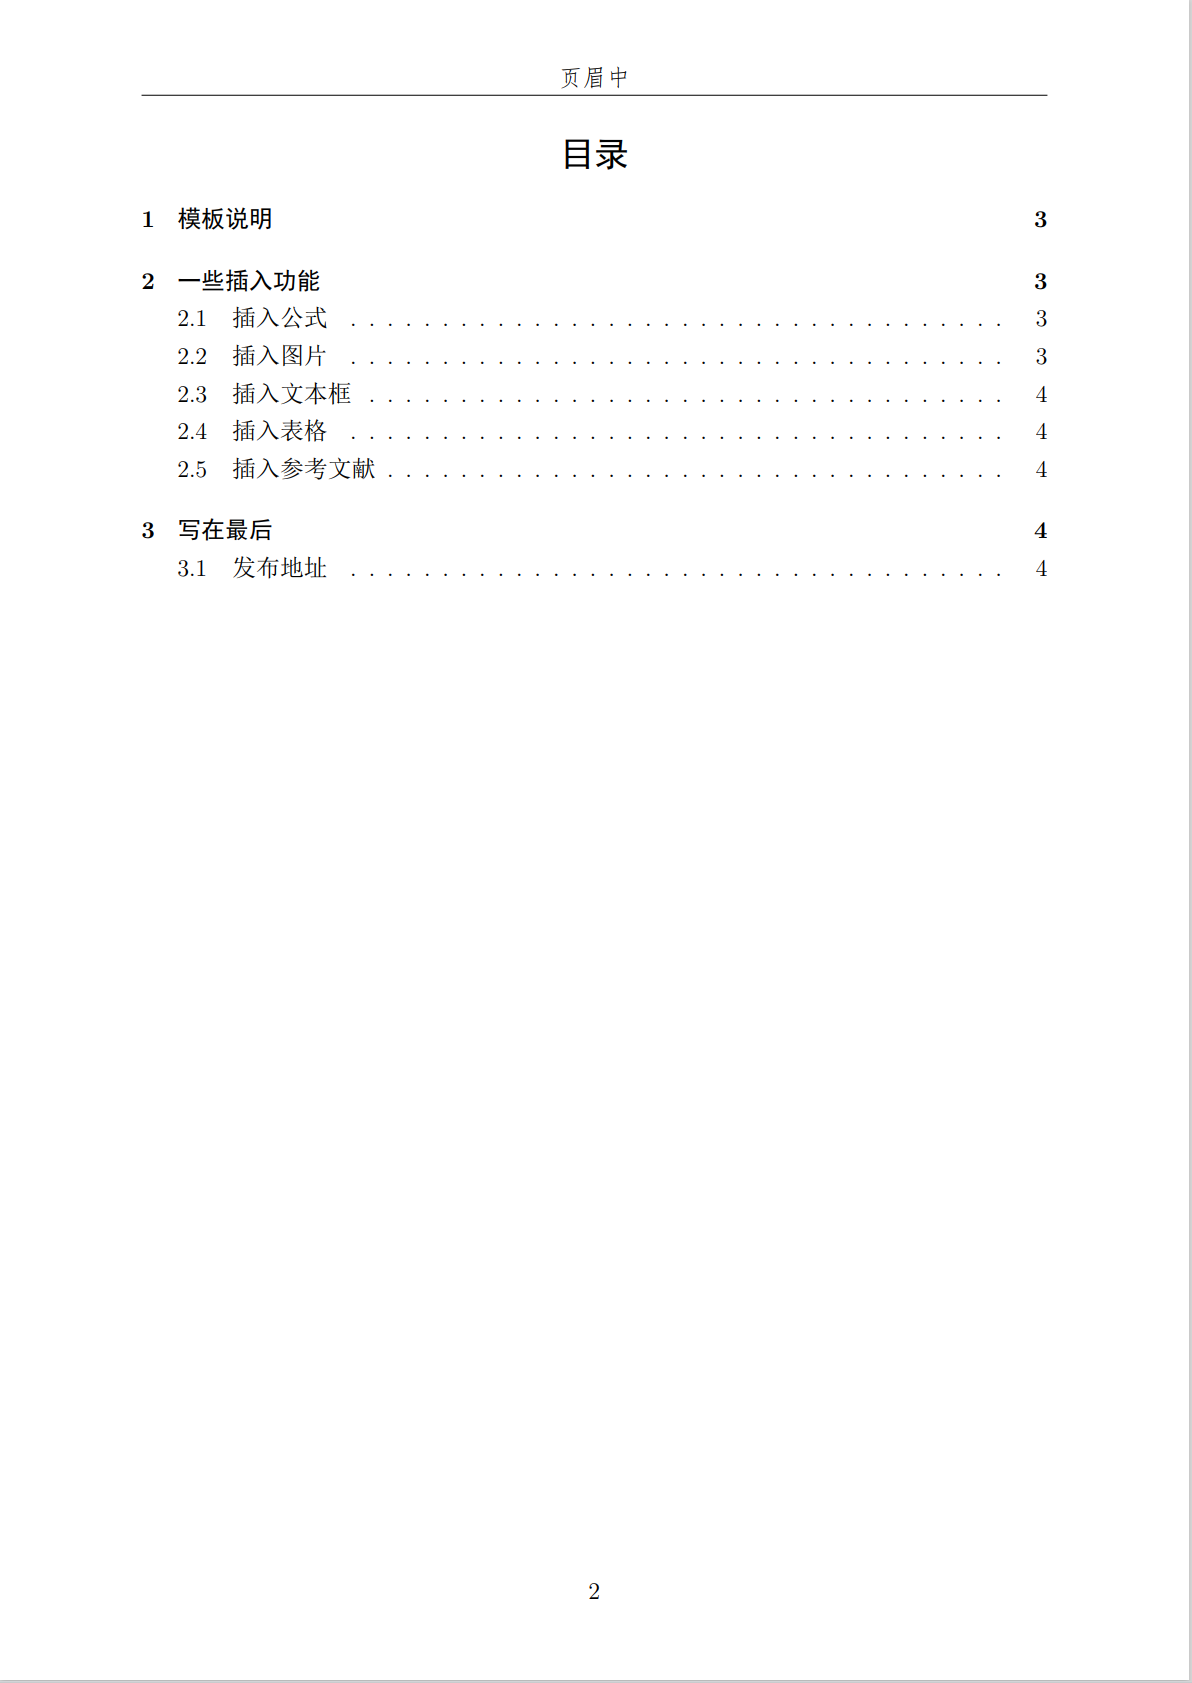 页眉中
目录
1 模板说明 3
2 一些插入功能 3
2.1 插入公式 . . . . . . . . . . . . . . . . . . . . . . . . . . . . . . . . . . . . 3
2.2 插入图片 . . . . . . . . . . . . . . . . . . . . . . . . . . . . . . . . . . . . 3
2.3 插入文本框 . . . . . . . . . . . . . . . . . . . . . . . . . . . . . . . . . . . 4
2.4 插入表格 . . . . . . . . . . . . . . . . . . . . . . . . . . . . . . . . . . . . 4
2.5 插入参考文献 . . . . . . . . . . . . . . . . . . . . . . . . . . . . . . . . . . 4
3 写在最后 4
3.1 发布地址 . . . . . . . . . . . . . . . . . . . . . . . . . . . . . . . . . . . . 4
2